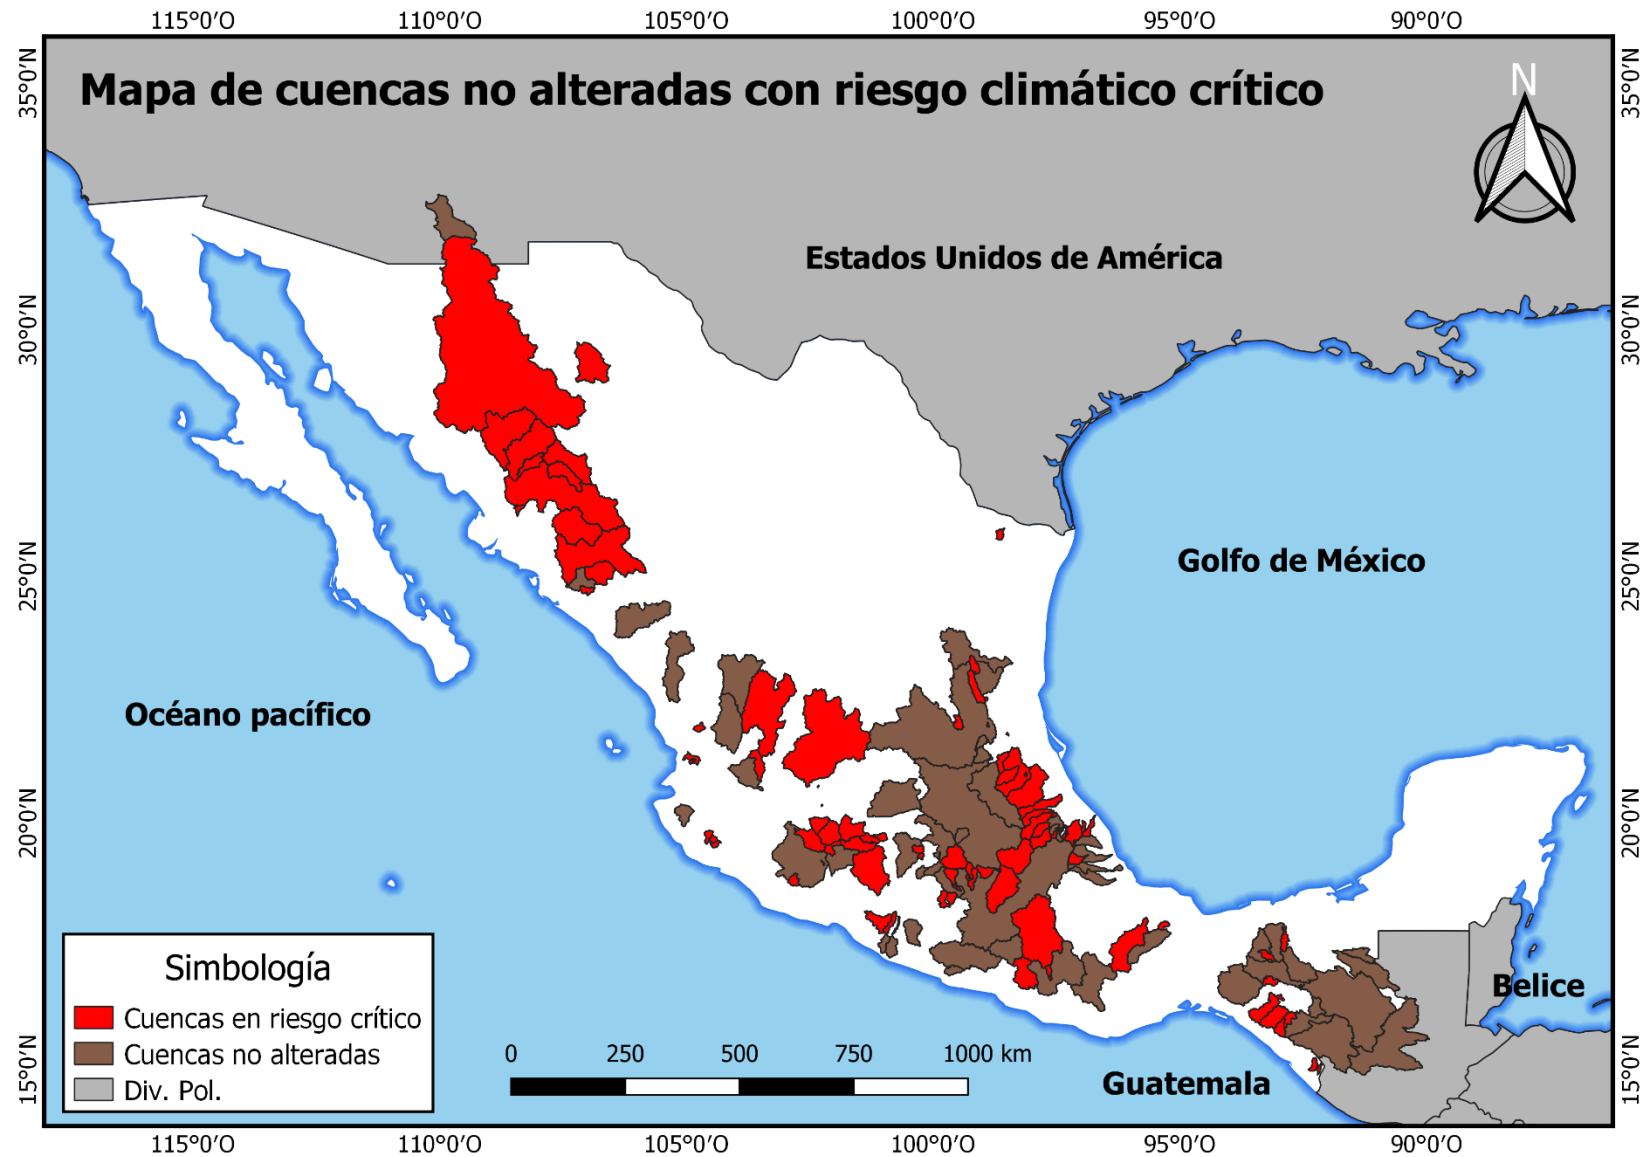 115°0'O 110°0'O 105°0'O 100°0'O 95°0'O 90°0'O
35°0'N 35°0'N
Mapa de cuencas no alteradas con riesgo climático crítico
N
Estados Unidos de América
30°0'N 30°0'N
25°0'N 25°0'N
Golfo de México
Océano pacífico
20°0'N 20°0'N
Simbología
Cuencas en riesgo crítico
Cuencas no alteradas
Div. Pol.
Belice
0 250 500 750 1000 km
15°0'N 15°0'N
Guatemala
115°0'O 110°0'O 105°0'O 100°0'O 95°0'O 90°0'O